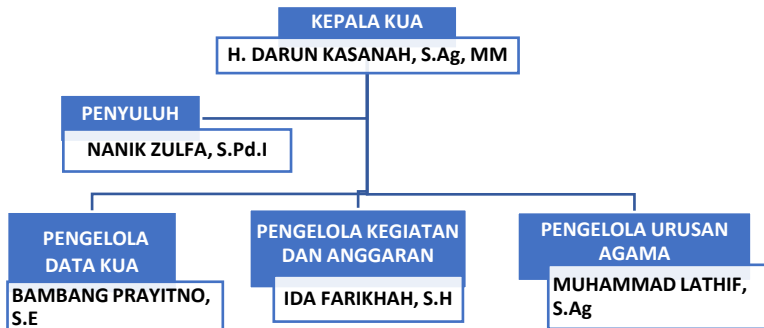 KEPALA KUA
H. DARUN KASANAH, S.Ag, MM
PENYULUH
NANIK ZULFA, S.Pd.I
PENGELOLA
DATA KUA
BAMBANG PRAYITNO,
S.E
PENGELOLA KEGIATAN
DAN ANGGARAN
IDA FARIKHAH, S.H
PENGELOLA URUSAN
AGAMA
MUHAMMAD LATHIF,
S.Ag